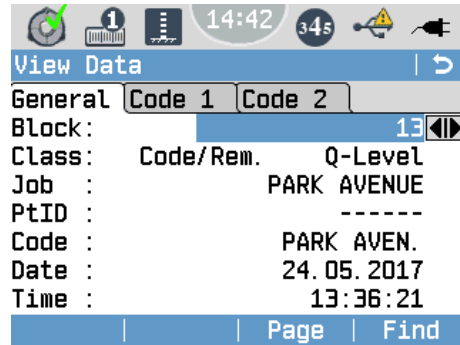 1 14:42 345
View Data
General Code 1 Code 2
Block: 13
Class: Code/Rem. Q-Level
Job : PARK AVENUE
PtID : ------
Code : PARK AVEN.
Date : 24.05.2017
Time : 13:36:21
Page Find